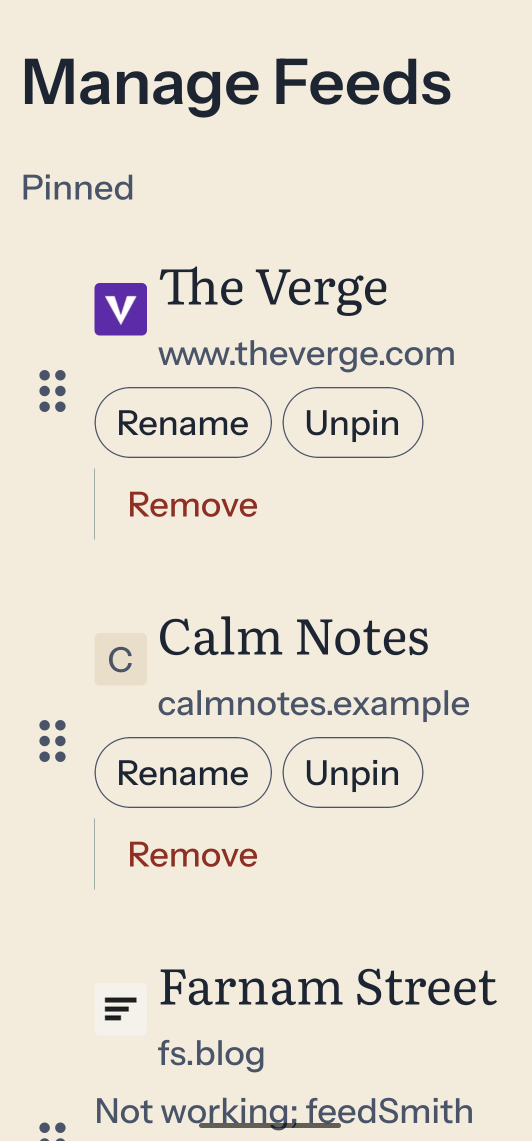 Manage Feeds
Pinned
V
The Verge
www.theverge.com
Rename Unpin
Remove
C
Calm Notes
calmnotes.example
Rename Unpin
Remove
Farnam Street
fs.blog
Not working; feedSmith